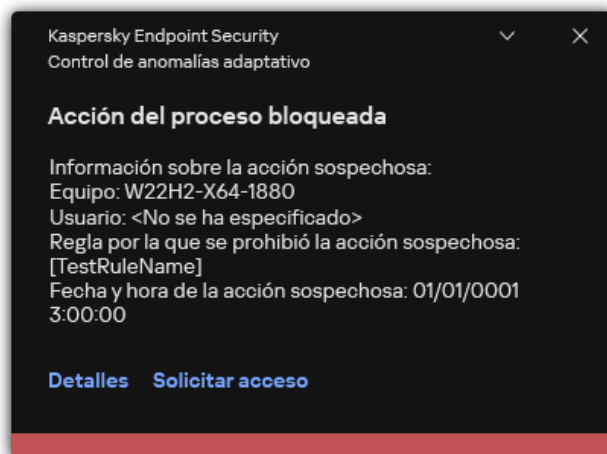 Kaspersky Endpoint Security
Control de anomalías adaptativo
Acción del proceso bloqueada
Información sobre la acción sospechosa:
Equipo: W22H2-X64-1880
Usuario: <No se ha especificado>
Regla por la que se prohibió la acción sospechosa:
[TestRuleName]
Fecha y hora de la acción sospechosa: 01/01/0001
3:00:00
Detalles Solicitar acceso